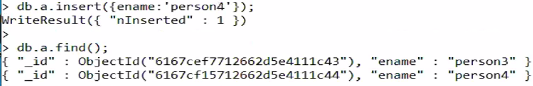 > db.a.insert({ename:'person4'});
WriteResult({ "nInserted" : 1 })
>
> db.a.find();
{ "_id" : ObjectId("6167cef7712662d5e4111c43"), "ename" : "person3" }
{ "_id" : ObjectId("6167cf15712662d5e4111c44"), "ename" : "person4" }